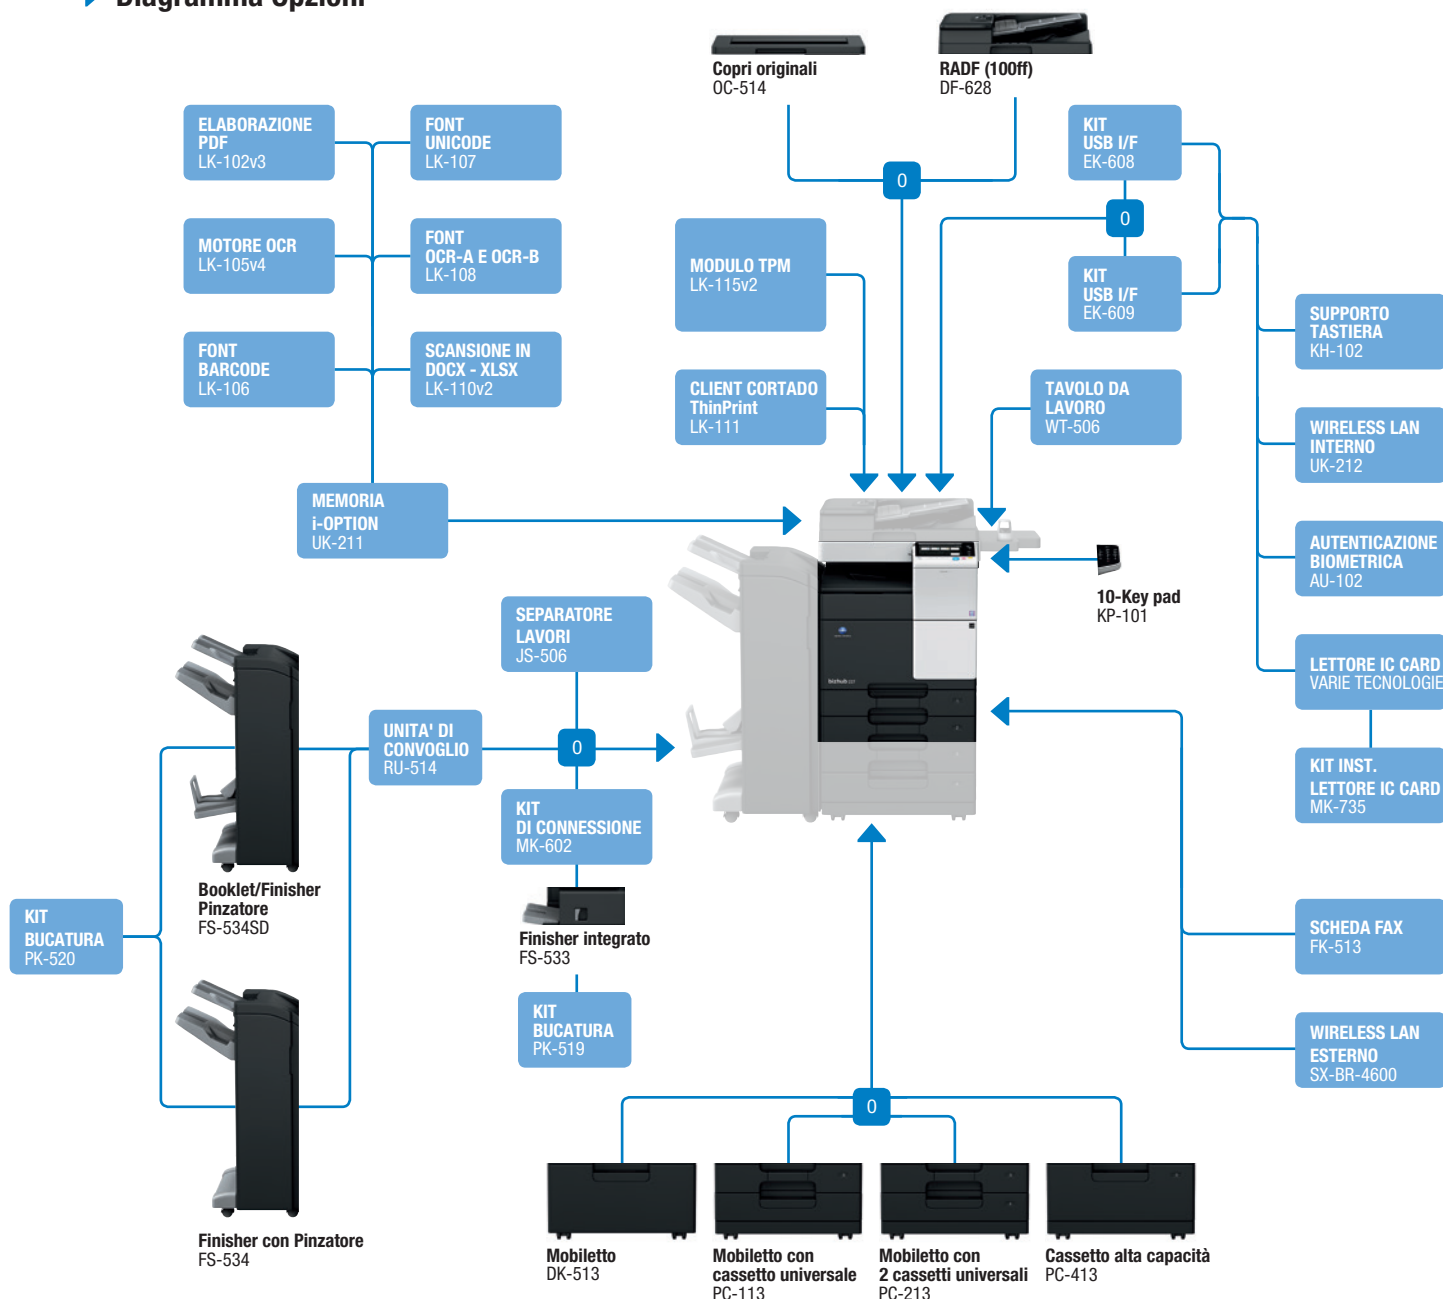 Diagramma Opzioni
Copri originali
OC-514
RADF (100ff)
DF-628
ELABORAZIONE
PDF
LK-102v3
FONT
UNICODE
LK-107
KIT
USB I/F
EK-608
0
0
MOTORE OCR
LK-105v4
FONT
OCR-A E OCR-B
LK-108
MODULO TPM
LK-115v2
KIT
USB I/F
EK-609
SUPPORTO
TASTIERA
KH-102
FONT
BARCODE
LK-106
SCANSIONE IN
DOCX - XLSX
LK-110v2
CLIENT CORTADO
ThinPrint
LK-111
TAVOLO DA
LAVORO
WT-506
WIRELESS LAN
INTERNO
UK-212
MEMORIA
i-OPTION
UK-211
AUTENTICAZIONE
BIOMETRICA
AU-102
10-Key pad
KP-101
SEPARATORE
LAVORI
JS-506
LETTORE IC CARD
VARIE TECNOLOGIE
bizhub
UNITA' DI
CONVOGLIO
RU-514
0
KIT INST.
LETTORE IC CARD
MK-735
KIT
DI CONNESSIONE
MK-602
Booklet/Finisher
Pinzatore
FS-534SD
KIT
BUCATURA
PK-520
Finisher integrato
FS-533
SCHEDA FAX
FK-513
KIT
BUCATURA
PK-519
WIRELESS LAN
ESTERNO
SX-BR-4600
0
Finisher con Pinzatore
FS-534
Mobiletto
DK-513
Mobiletto con
cassetto universale
PC-113
Mobiletto con
2 cassetti universali
PC-213
Cassetto alta capacità
PC-413